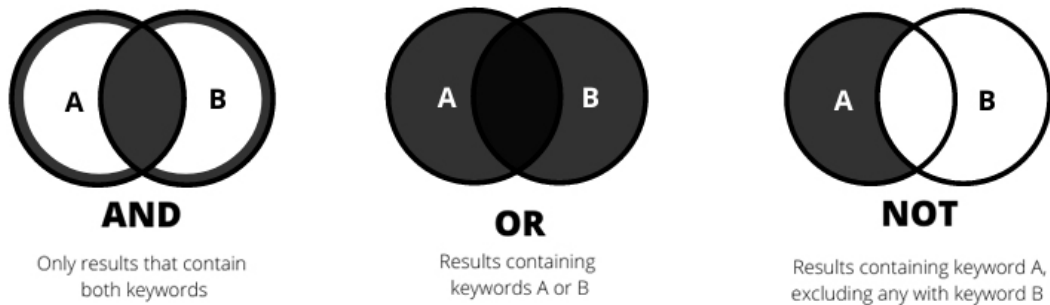 A
B
AND
Only results that contain
both keywords
A
B
OR
Results containing
keywords A or B
A
B
NOT
Results containing keyword A,
excluding any with keyword B